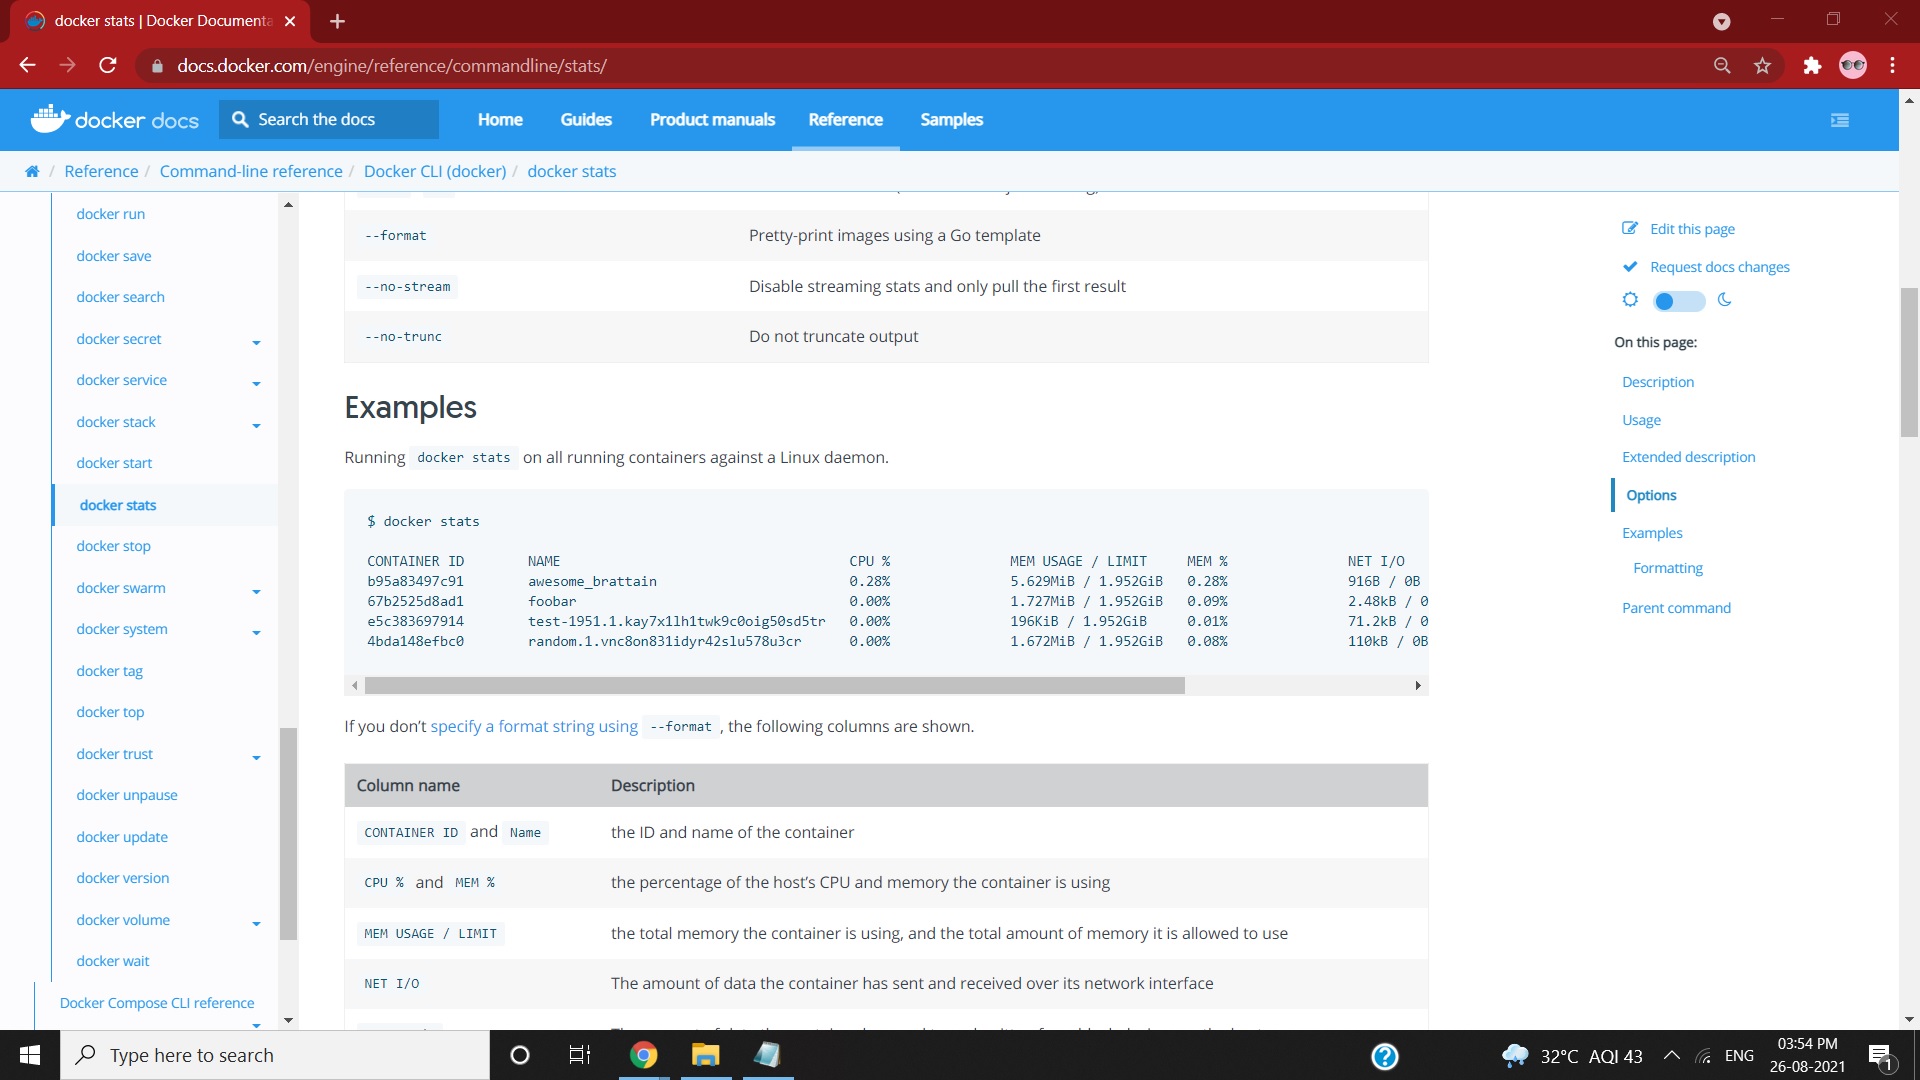 docker stats | Docker Documenta
docs.docker.com/engine/reference/commandline/stats/
docker docs
Search the docs
Home
Guides
Product manuals
Reference
Samples
/ Reference / Command-line reference / Docker CLI (docker) / docker stats
docker run
docker save
docker search
docker secret
docker service
docker stack
docker start
docker stats
docker stop
docker swarm
docker system
docker tag
docker top
docker trust
docker unpause
docker update
docker version
docker volume
docker wait
Docker Compose CLI reference
--format Pretty-print images using a Go template
--no-stream Disable streaming stats and only pull the first result
--no-trunc Do not truncate output
Examples
Running docker stats on all running containers against a Linux daemon.
$ docker stats
CONTAINER ID NAME CPU % MEM USAGE / LIMIT MEM % NET I/O
b95a83497c91 awesome_brattain 0.28% 5.629MiB / 1.952GiB 0.28% 916B / 0B
67b2525d8ad1 foobar 0.00% 1.727MiB / 1.952GiB 0.09% 2.48kB / 0
e5c383697914 test-1951.1.kay7x1lh1twk9c0oig50sd5tr 0.00% 196KiB / 1.952GiB 0.01% 71.2kB / 0
4bda148efbc0 random.1.vnc8on831idyr42slu578u3cr 0.00% 1.672MiB / 1.952GiB 0.08% 110kB / 0B
If you don’t specify a format string using --format , the following columns are shown.
Column name Description
CONTAINER ID and Name the ID and name of the container
CPU % and MEM % the percentage of the host’s CPU and memory the container is using
MEM USAGE / LIMIT the total memory the container is using, and the total amount of memory it is allowed to use
NET I/O The amount of data the container has sent and received over its network interface
Edit this page
Request docs changes
On this page:
Description
Usage
Extended description
Options
Examples
Formatting
Parent command
Type here to search
32°C AQI 43
ENG
03:54 PM
26-08-2021
1